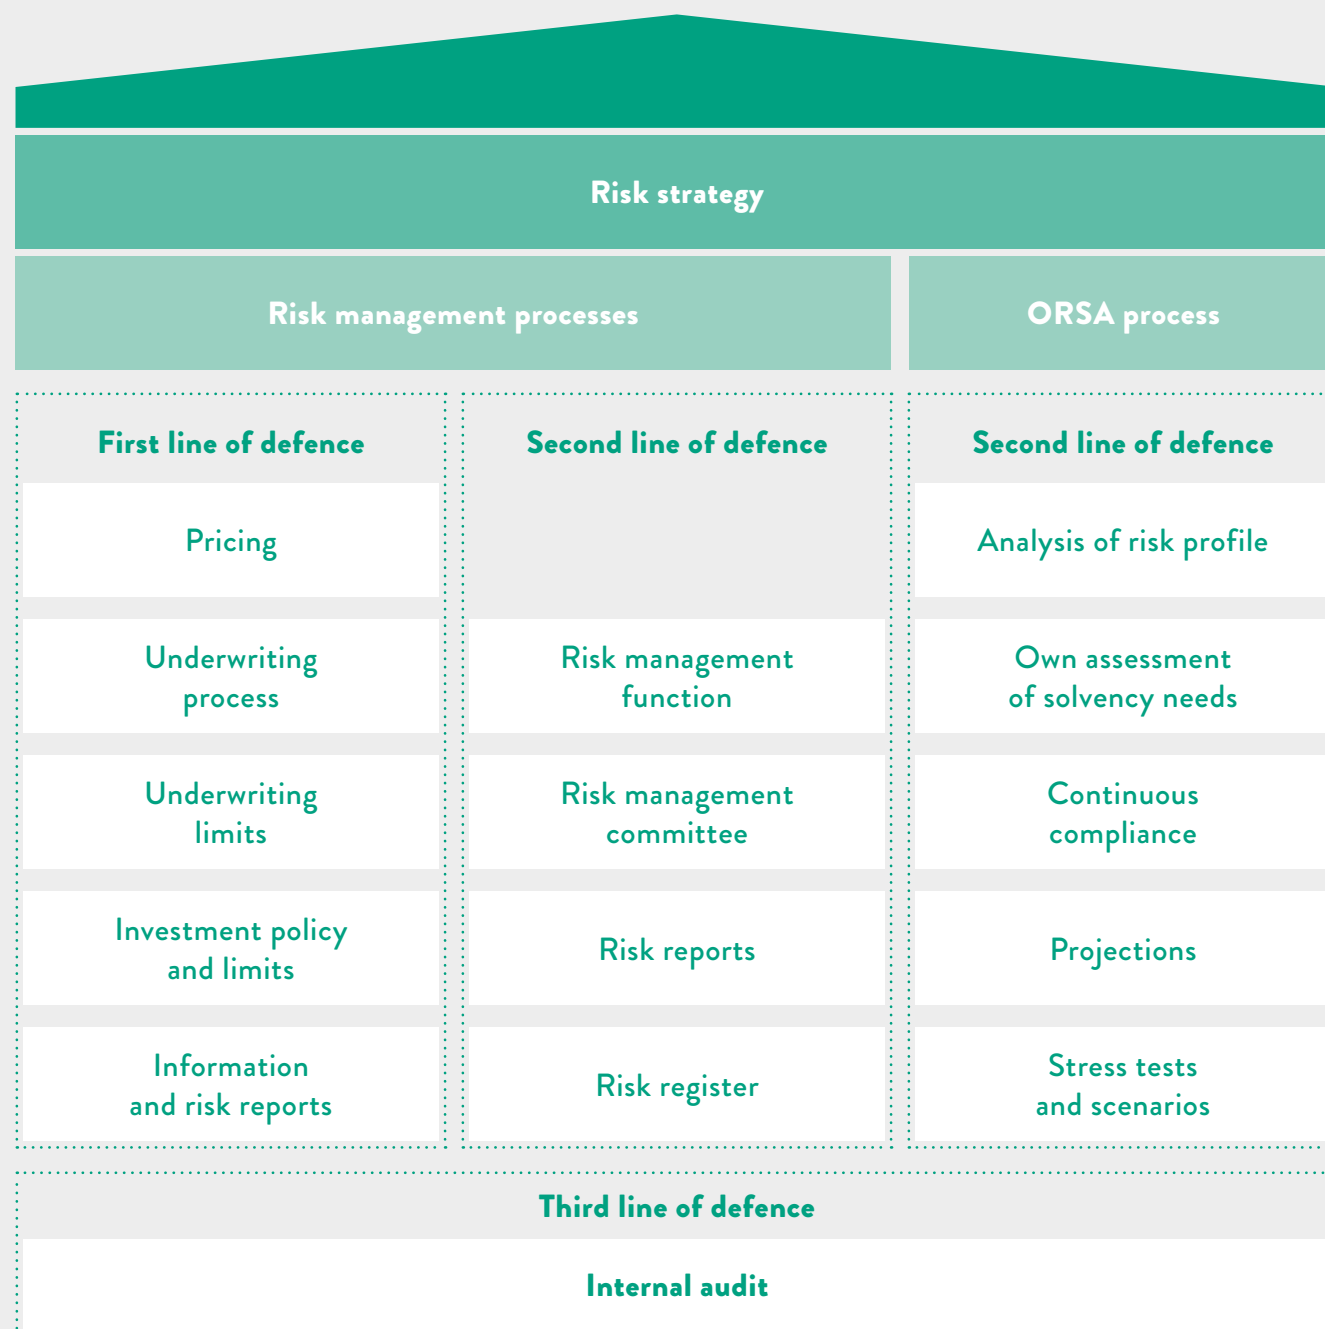 Risk strategy
Risk management processes
ORSA process
First line of defence
Pricing
Underwriting
process
Underwriting
limits
Investment policy
and limits
Information
and risk reports
Second line of defence
Risk management
function
Risk management
committee
Risk reports
Risk register
Second line of defence
Analysis of risk profile
Own assessment
of solvency needs
Continuous
compliance
Projections
Stress tests
and scenarios
Third line of defence
Internal audit